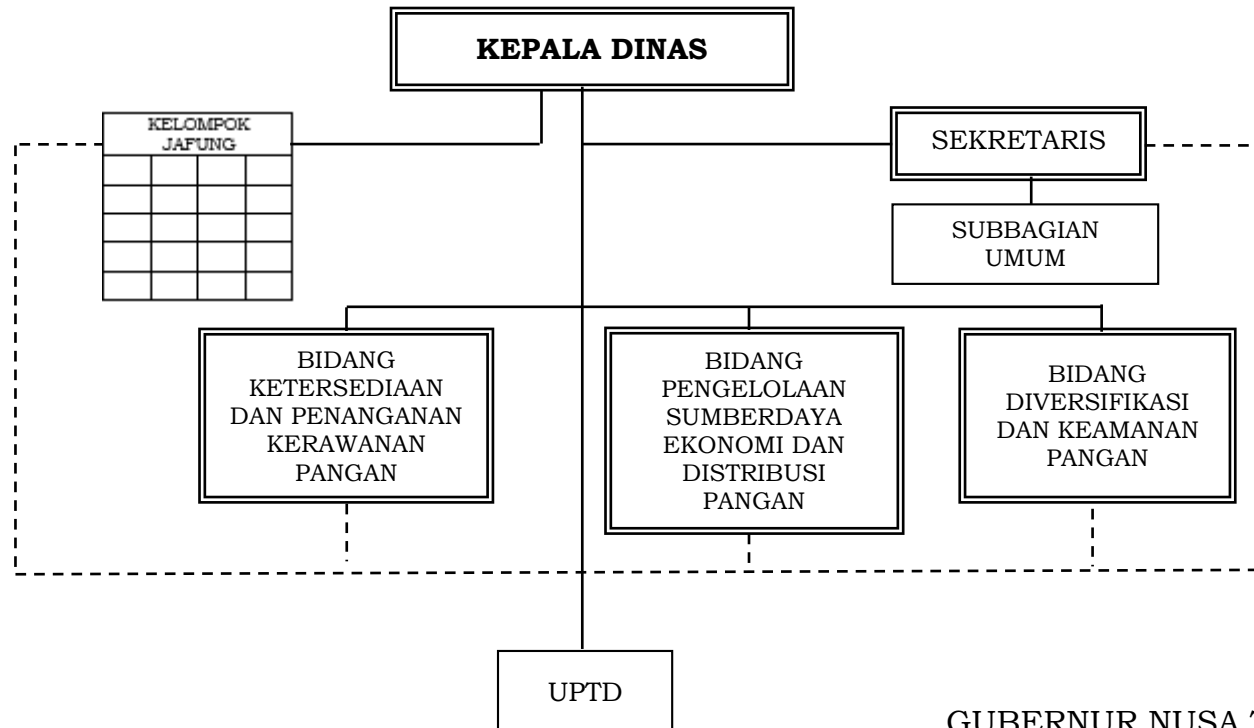 KEPALA DINAS
KELOMPOK
JAFUNG
SEKRETARIS
SUBBAGIAN
UMUM
BIDANG
KETERSEDIAAN
DAN PENANGANAN
KERAWANAN
PANGAN
BIDANG
PENGELOLAAN
SUMBERDAYA
EKONOMI DAN
DISTRIBUSI
PANGAN
BIDANG
DIVERSIFIKASI
DAN KEAMANAN
PANGAN
UPTD
GUBERNUR NUSA